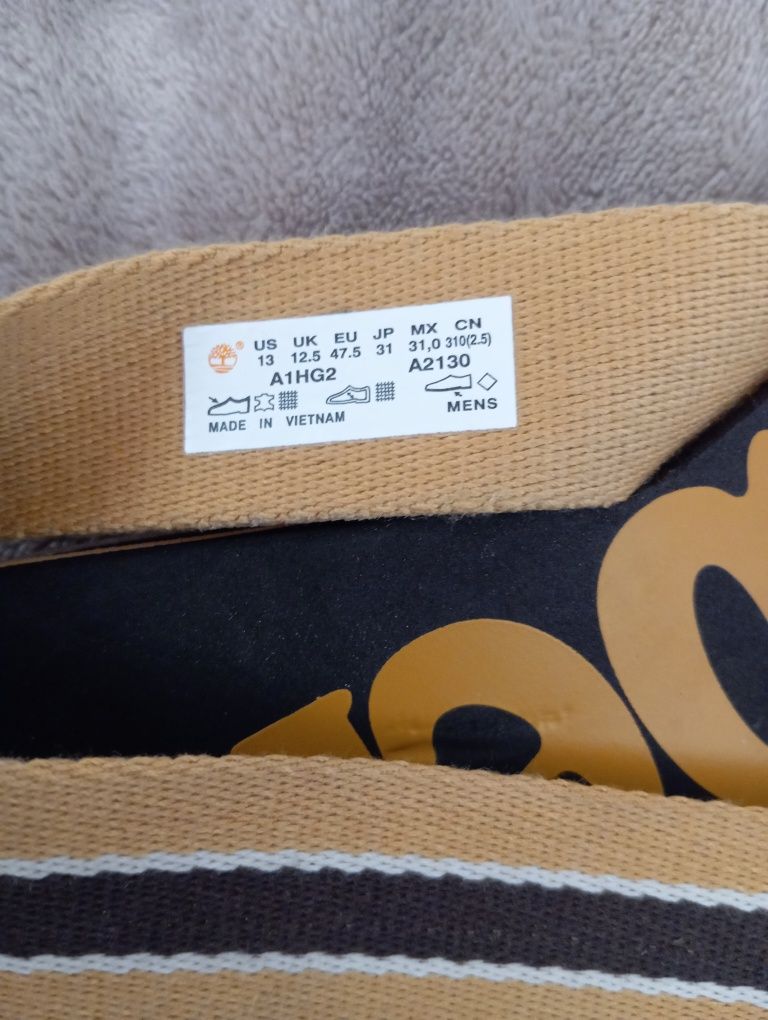 US UK EU JP MX CN
13 12.5 47.5 31 31,0 310(2.5)
A1HG2 A2130
MADE IN VIETNAM MENS